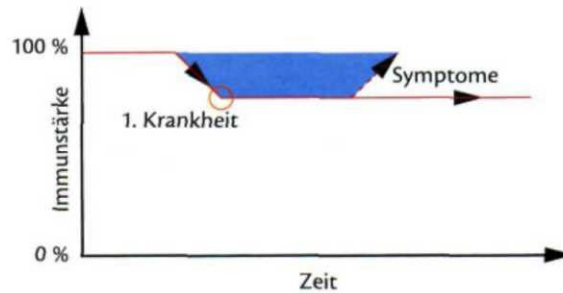 100 %
Symptome
1. Krankheit
Immunstärke
0 %
Zeit